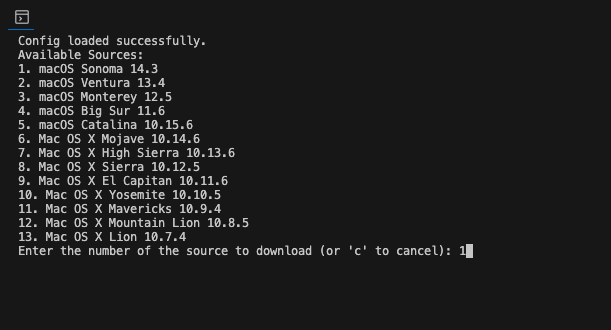 Config loaded successfully.
Available Sources:
1. macOS Sonoma 14.3
2. macOS Ventura 13.4
3. macOS Monterey 12.5
4. macOS Big Sur 11.6
5. macOS Catalina 10.15.6
6. Mac OS X Mojave 10.14.6
7. Mac OS X High Sierra 10.13.6
8. Mac OS X Sierra 10.12.5
9. Mac OS X El Capitan 10.11.6
10. Mac OS X Yosemite 10.10.5
11. Mac OS X Mavericks 10.9.4
12. Mac OS X Mountain Lion 10.8.5
13. Mac OS X Lion 10.7.4
Enter the number of the source to download (or 'c' to cancel): 1